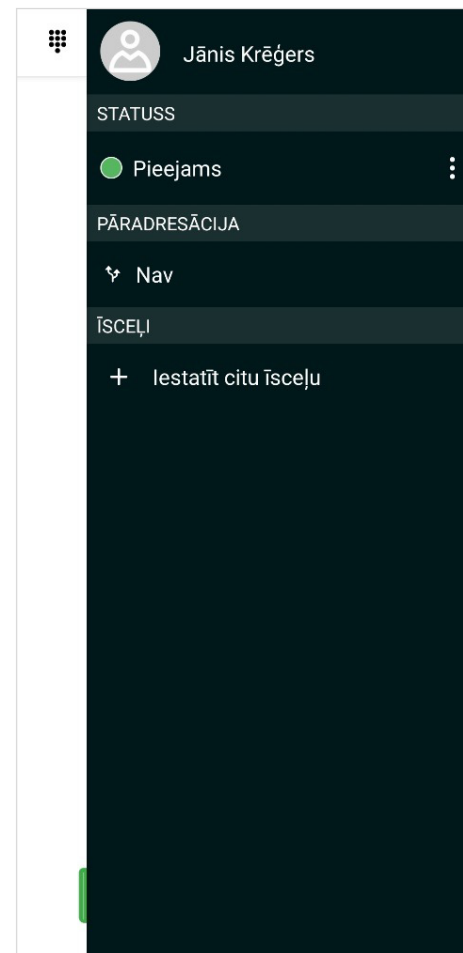 Jānis Krēģers
STATUSS
Pieejams
PĀRADRESĀCIJA
Nav
ĪSCEĻI
Iestatīt citu īsceļu